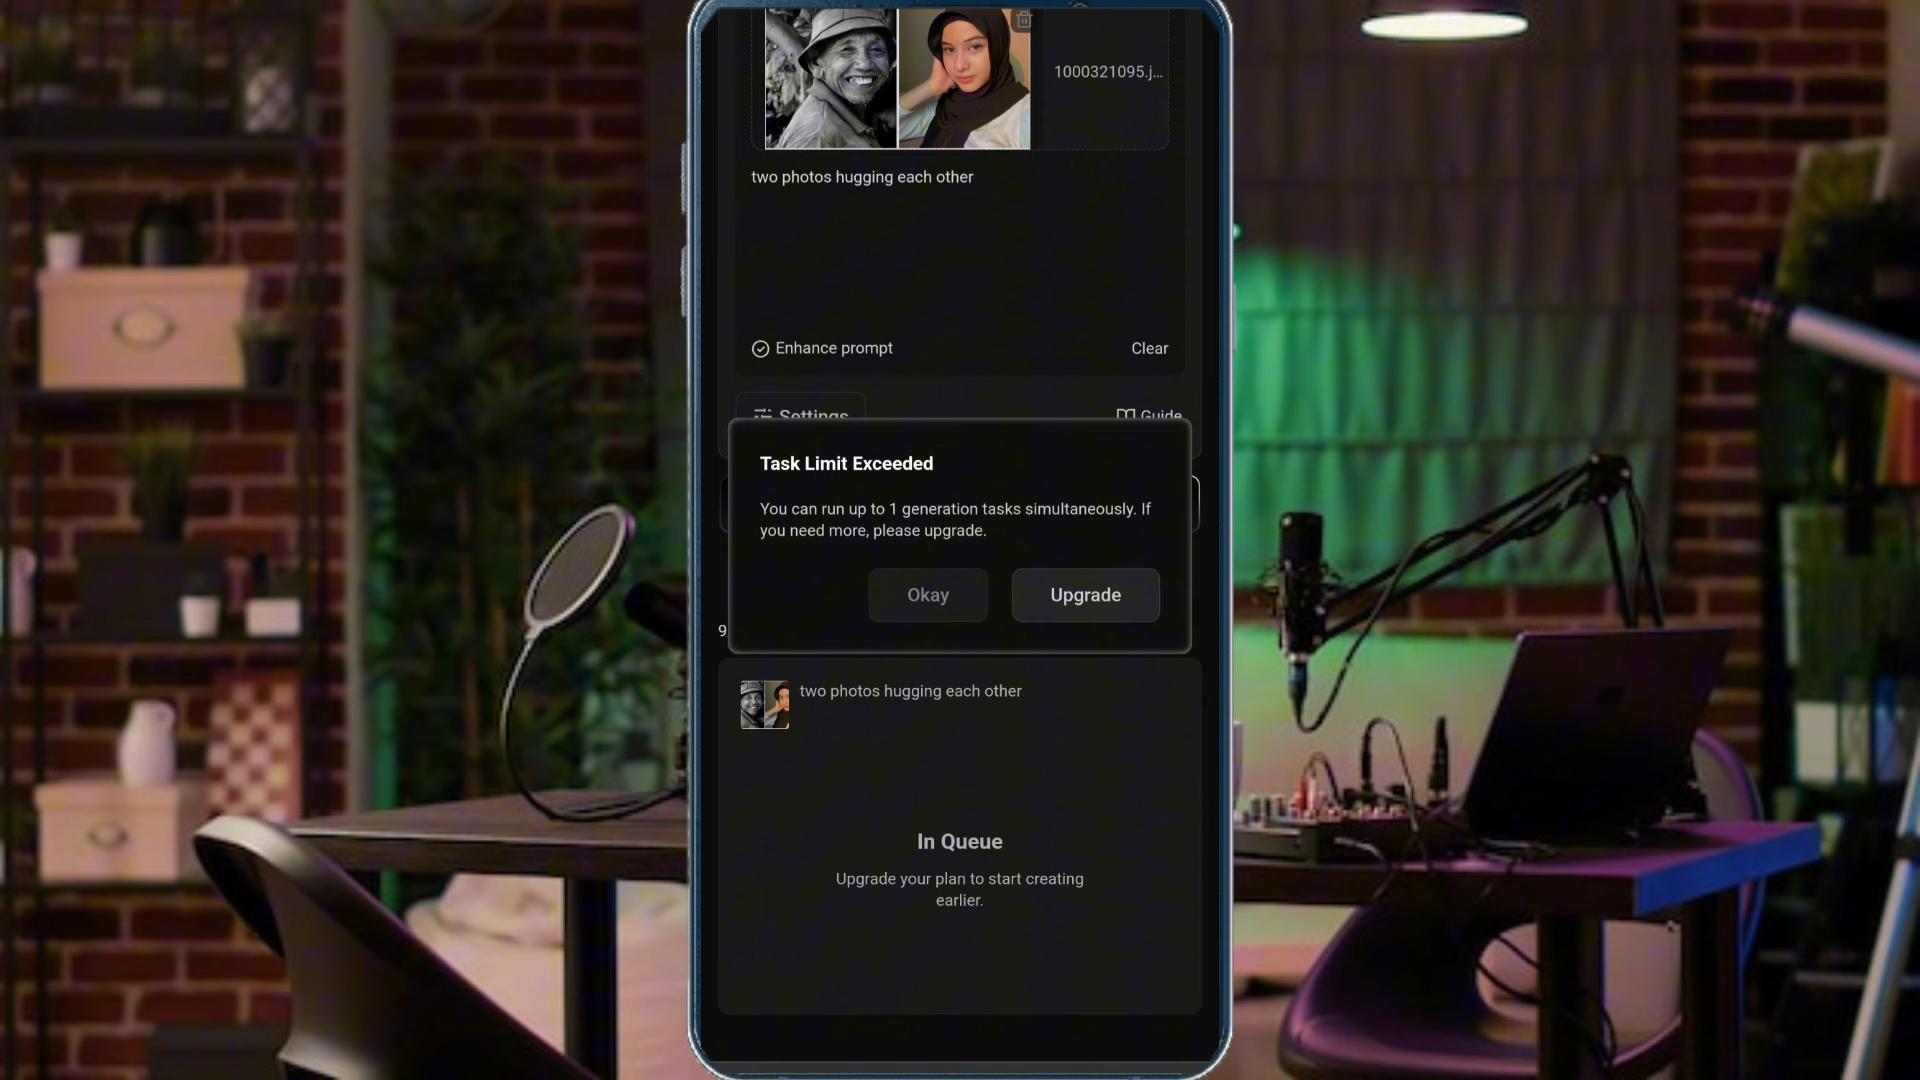 1000321095.j...
two photos hugging each other
Enhance prompt
Clear
Settings
Guide
Task Limit Exceeded
You can run up to 1 generation tasks simultaneously. If
you need more, please upgrade.
Okay
Upgrade
9
two photos hugging each other
In Queue
Upgrade your plan to start creating
earlier.